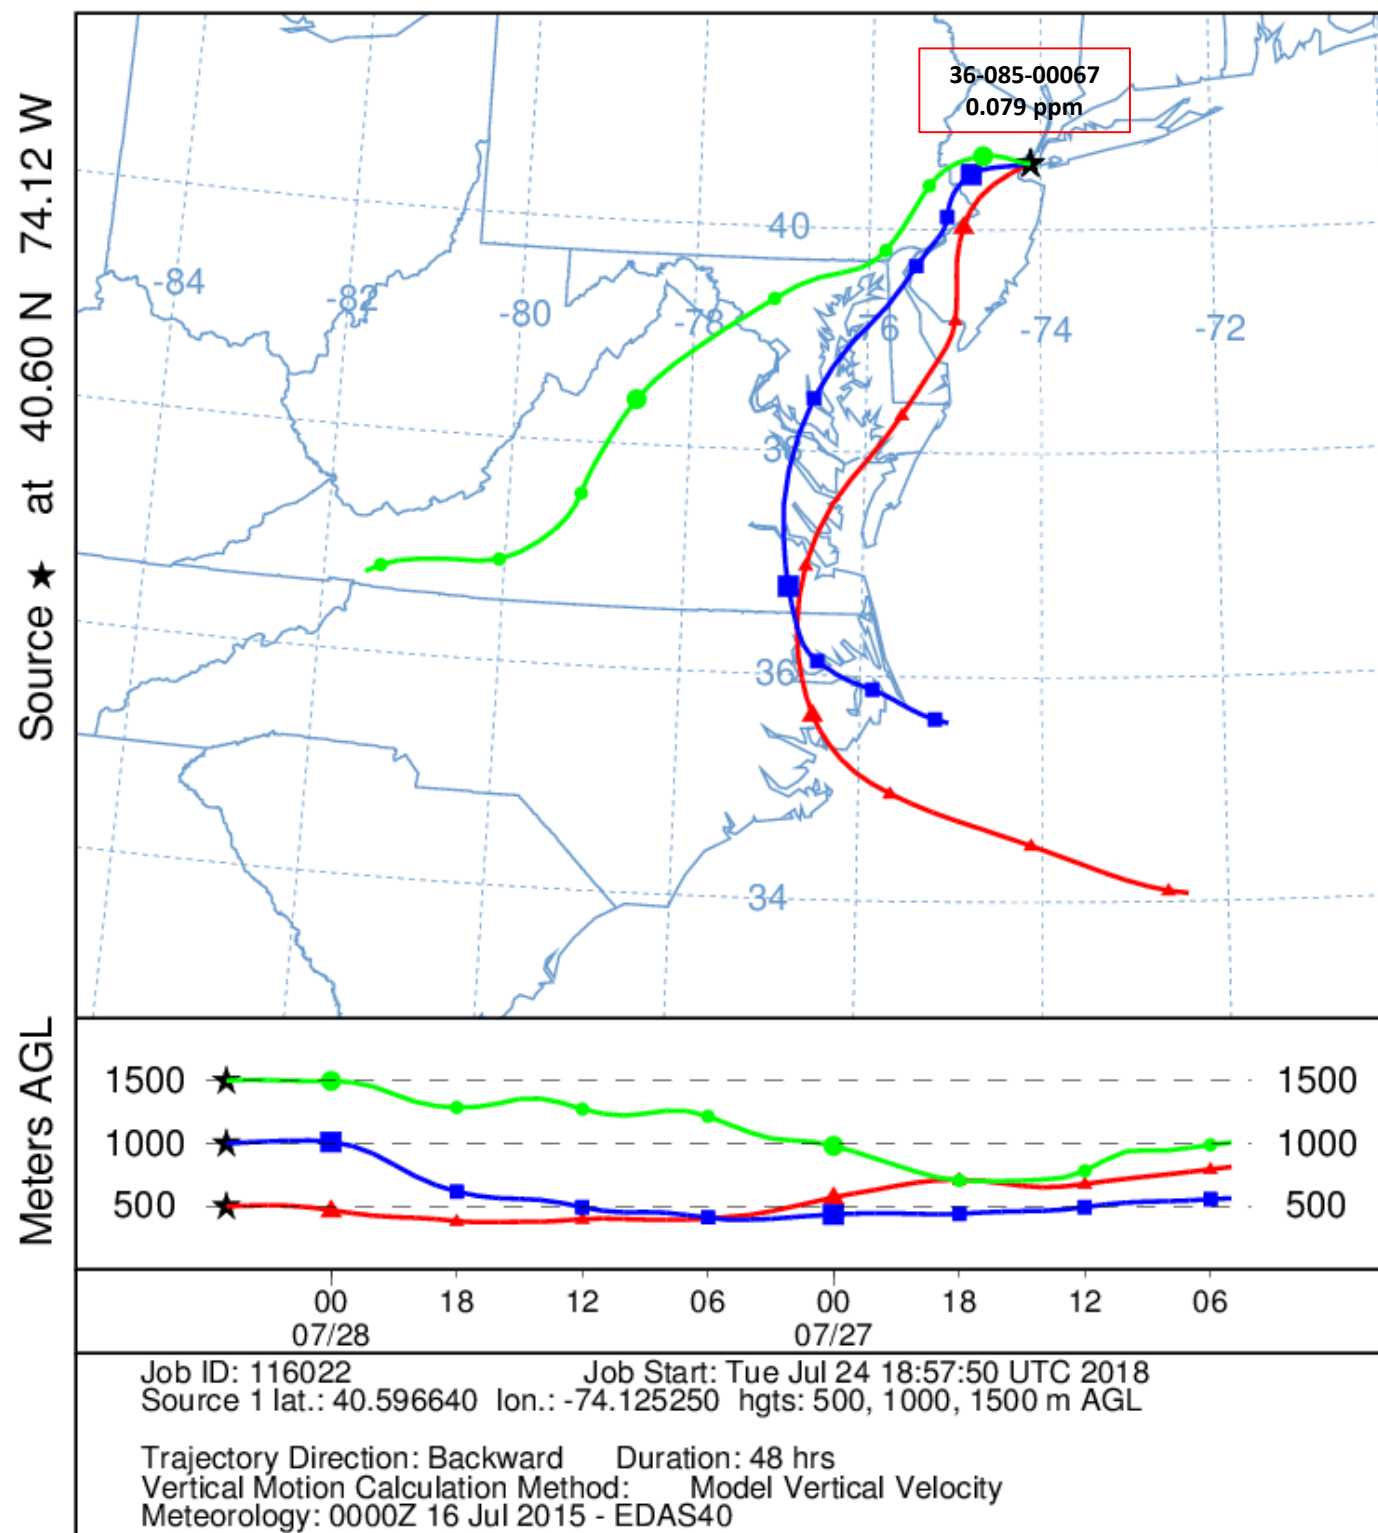 36-085-00067
0.079 ppm
Source ★ at 40.60 N 74.12 W
40
-84
-82
-80
-78
-76
-74
-72
38
36
34
Meters AGL
1500 1500
1000 1000
500 500
00 18 12 06 00 18 12 06
07/28 07/27
Job ID: 116022 Job Start: Tue Jul 24 18:57:50 UTC 2018
Source 1 lat.: 40.596640 lon.: -74.125250 hgts: 500, 1000, 1500 m AGL
Trajectory Direction: Backward Duration: 48 hrs
Vertical Motion Calculation Method: Model Vertical Velocity
Meteorology: 0000Z 16 Jul 2015 - EDAS40